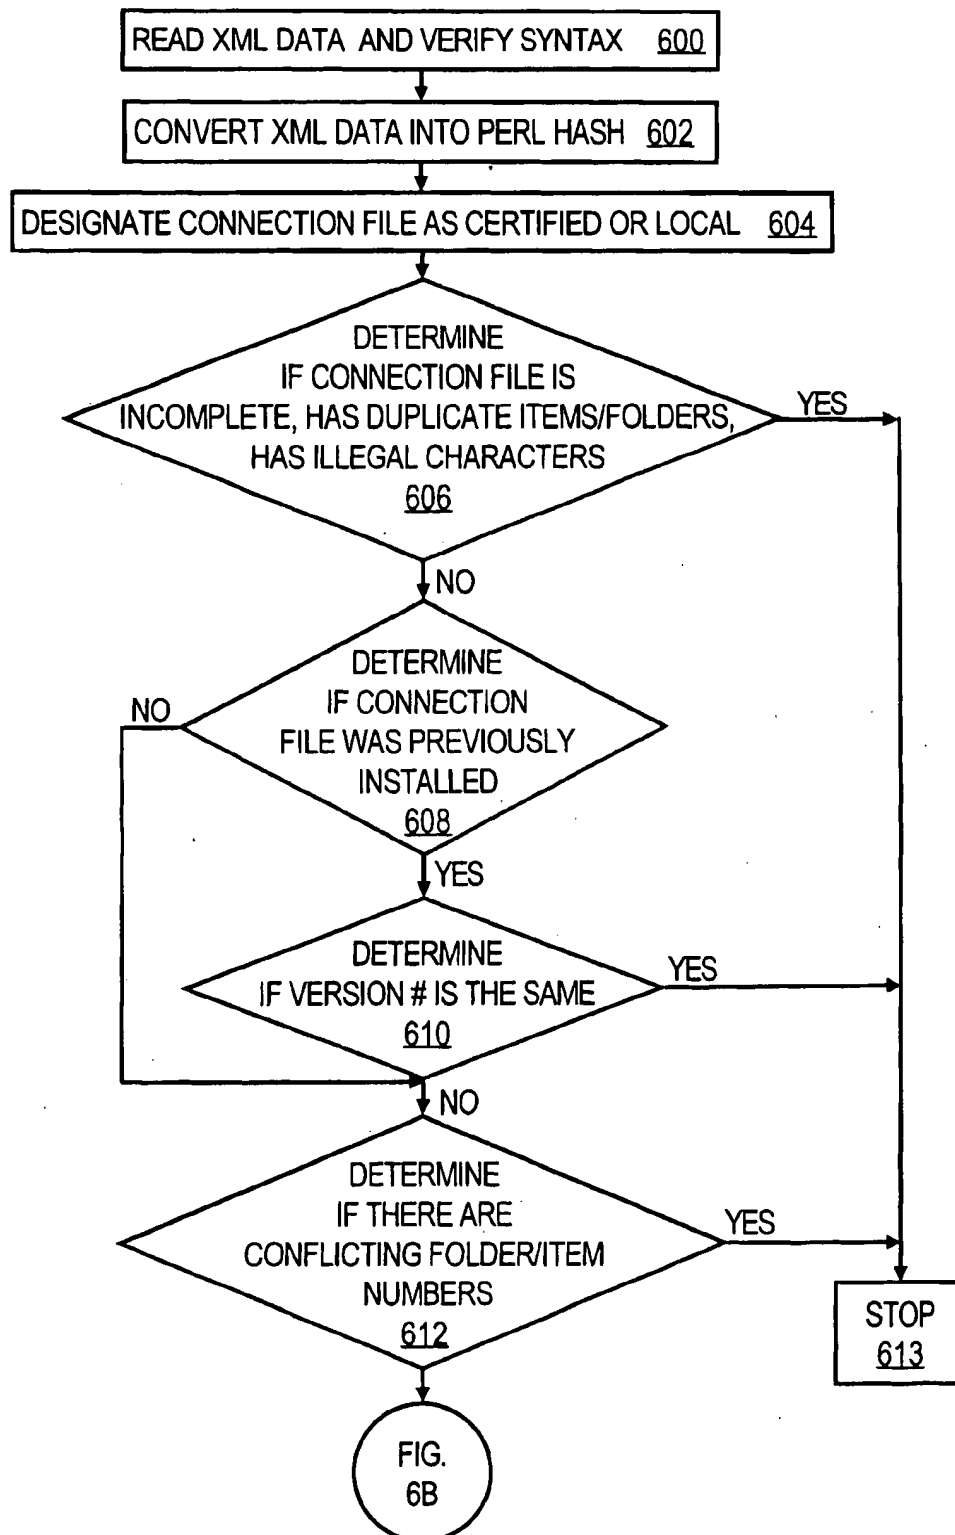 READ XML DATA AND VERIFY SYNTAX 600
CONVERT XML DATA INTO PERL HASH 602
DESIGNATE CONNECTION FILE AS CERTIFIED OR LOCAL 604
DETERMINE
IF CONNECTION FILE IS
INCOMPLETE, HAS DUPLICATE ITEMS/FOLDERS,
HAS ILLEGAL CHARACTERS
606
YES
NO
DETERMINE
IF CONNECTION
FILE WAS PREVIOUSLY
INSTALLED
608
NO
YES
DETERMINE
IF VERSION # IS THE SAME
610
YES
NO
DETERMINE
IF THERE ARE
CONFLICTING FOLDER/ITEM
NUMBERS
612
YES
STOP
613
FIG.
6B